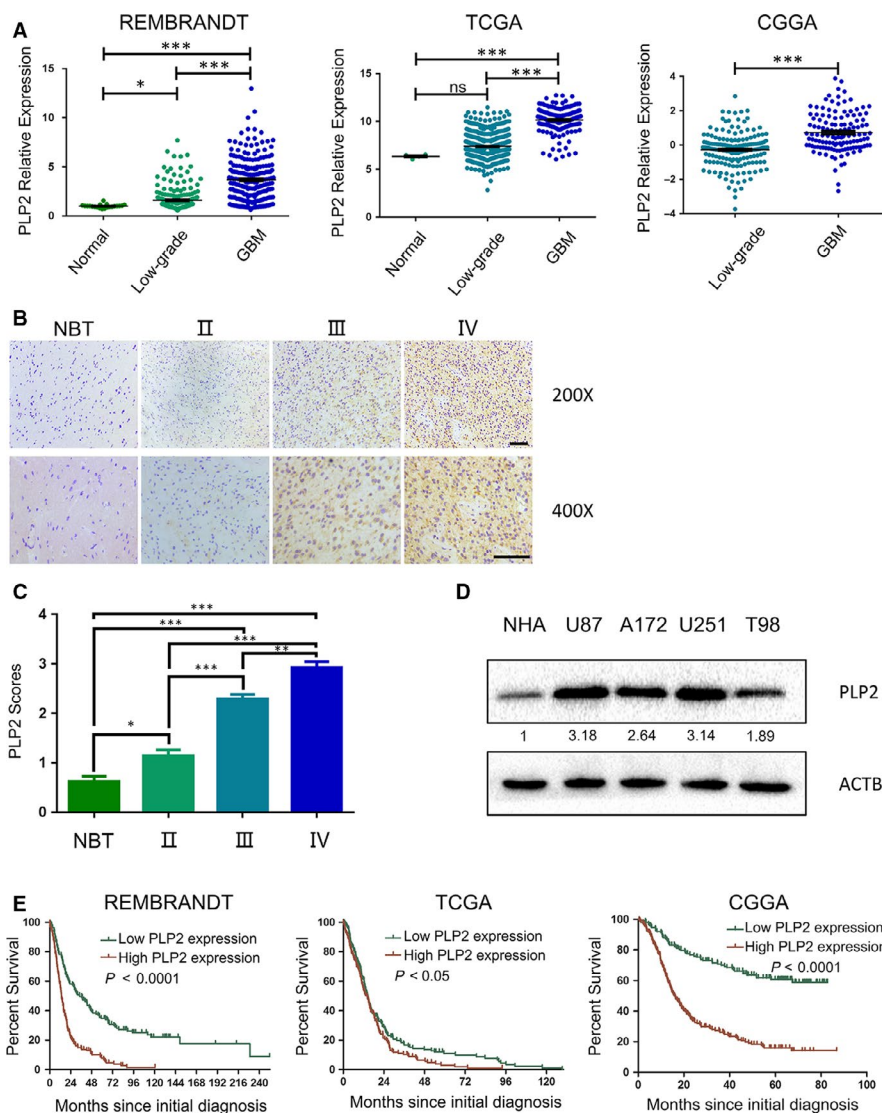 A
REMBRANDT
TCGA
CGGA
PLP2 Relative Expression
15
10
5
0
***
***
*
Normal
Low-grade
GBM
PLP2 Relative Expression
15
10
5
0
***
***
ns
Normal
Low-grade
GBM
PLP2 Relative Expression
4
2
0
−2
−4
***
Low-grade
GBM
B
NBT
II
III
IV
200X
400X
C
PLP2 Scores
4
3
2
1
0
***
***
***
**
***
*
NBT
II
III
IV
D
NHA U87 A172 U251 T98
PLP2
1 3.18 2.64 3.14 1.89
ACTB
E
REMBRANDT
Percent Survival
100
80
60
40
20
0
Low PLP2 expression
High PLP2 expression
P < 0.0001
0 24 48 72 96 120 144 168 192 216 240
Months since initial diagnosis
TCGA
Percent Survival
100
80
60
40
20
0
Low PLP2 expression
High PLP2 expression
P < 0.05
0 24 48 72 96 120
Months since initial diagnosis
CGGA
Percent Survival
100
80
60
40
20
0
Low PLP2 expression
High PLP2 expression
P < 0.0001
0 20 40 60 80 100
Months since initial diagnosis